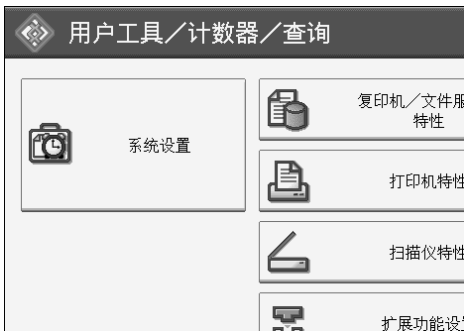 用户工具／计数器／查询
系统设置
复印机／文件服
特性
打印机特性
扫描仪特性
扩展功能设